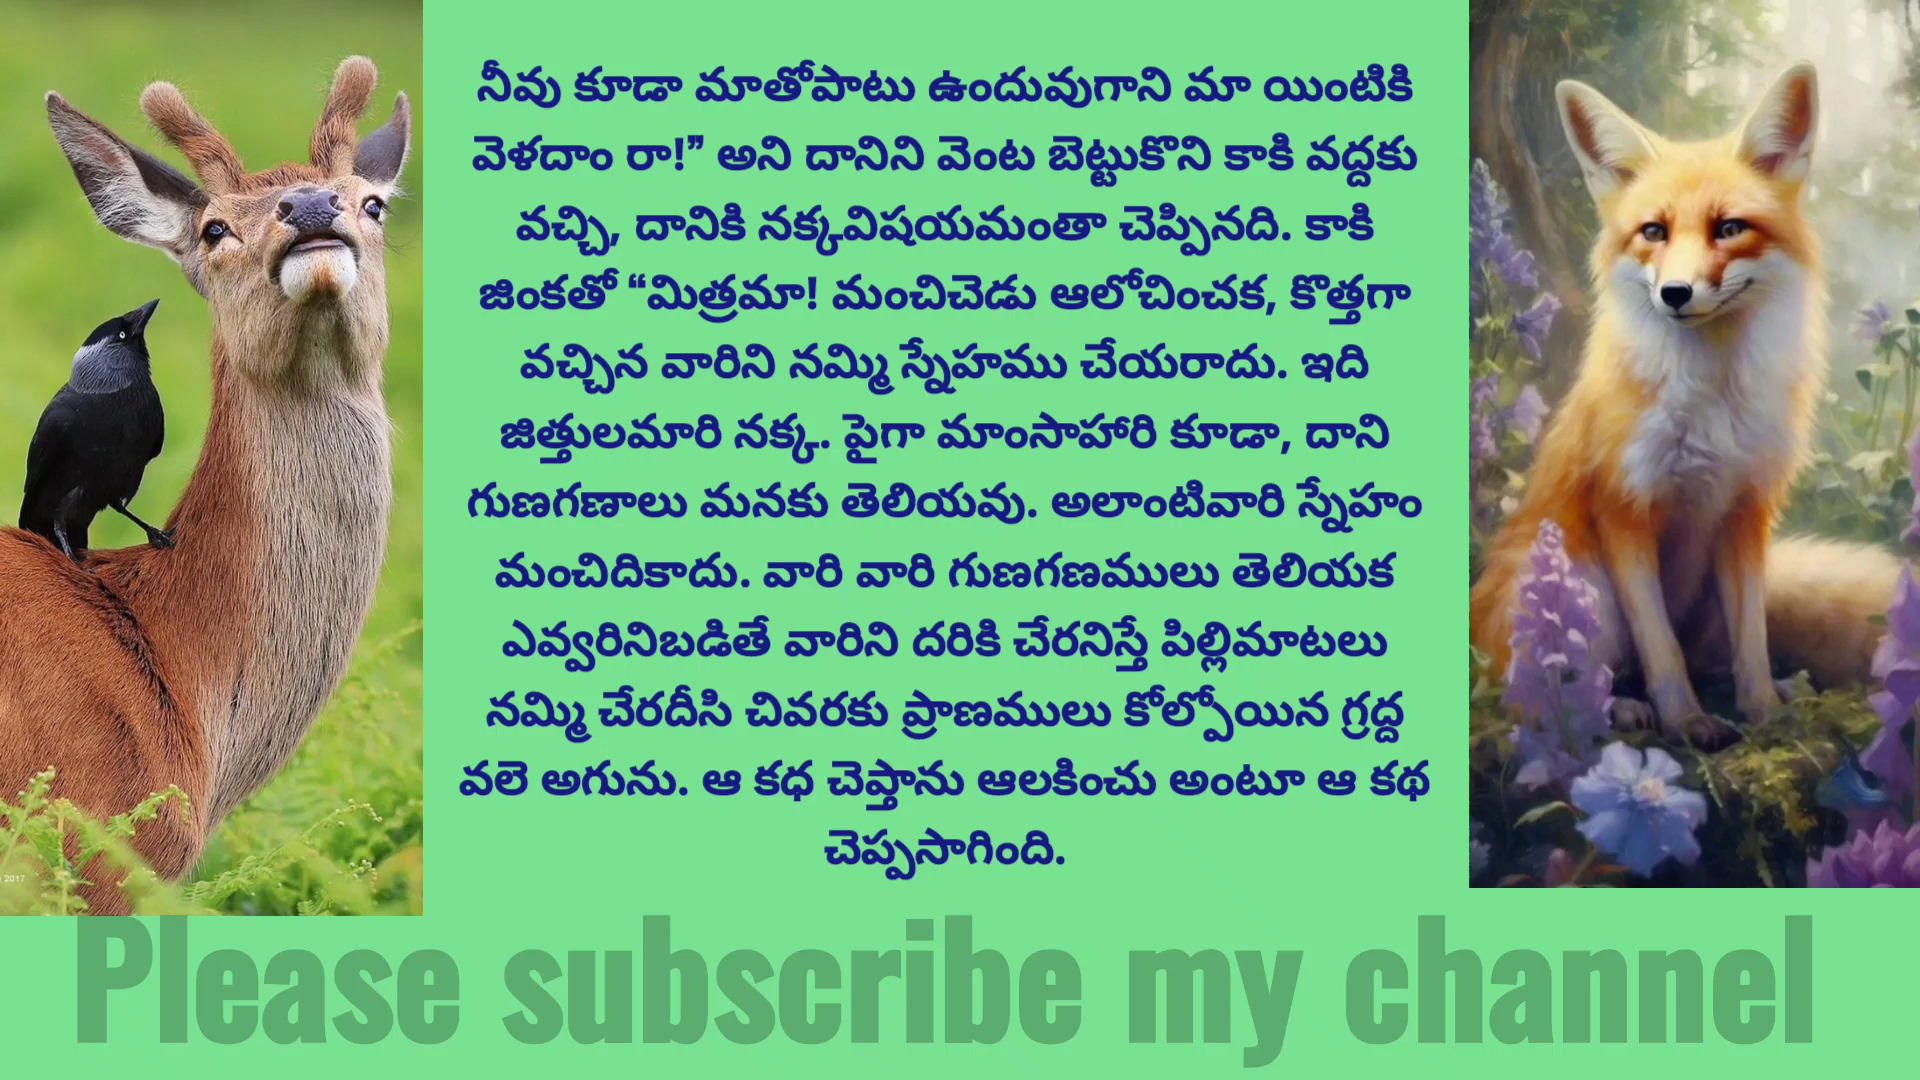 నీవు కూడా మాతోపాటు ఉందువుగాని మా యింటికి
వెళదాం రా!” అని దానిని వెంట బెట్టుకొని కాకి వద్దకు
వచ్చి, దానికి నక్కవిషయమంతా చెప్పినది. కాకి
జింకతో “మిత్రమా! మంచిచెడు ఆలోచించక, కొత్తగా
వచ్చిన వారిని నమ్మి స్నేహము చేయరాదు. ఇది
జిత్తులమారి నక్క. పైగా మాంసాహారి కూడా, దాని
గుణగణాలు మనకు తెలియవు. అలాంటివారి స్నేహం
మంచిదికాదు. వారి వారి గుణగణములు తెలియక
ఎవ్వరినిబడితే వారిని దరికి చేరనిస్తే పిల్లిమాటలు
నమ్మి చేరదీసి చివరకు ప్రాణములు కోల్పోయిన గ్రద్ద
వలె అగును. ఆ కధ చెప్తాను ఆలకించు అంటూ ఆ కథ
చెప్పసాగింది.
2017
Please subscribe my channel